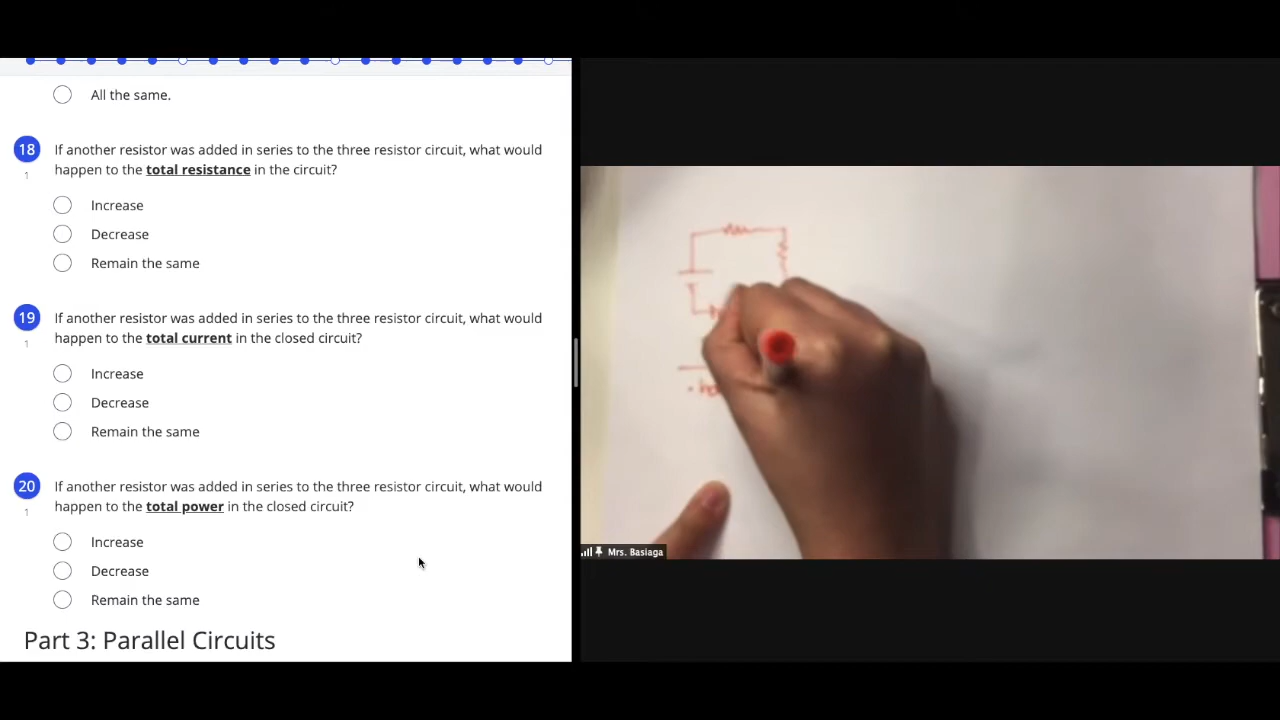 All the same.
18
If another resistor was added in series to the three resistor circuit, what would
1
happen to the total resistance in the circuit?
Increase
Decrease
Remain the same
19
If another resistor was added in series to the three resistor circuit, what would
1
happen to the total current in the closed circuit?
Increase
Decrease
Remain the same
20
If another resistor was added in series to the three resistor circuit, what would
1
happen to the total power in the closed circuit?
Increase
Decrease
Remain the same
Part 3: Parallel Circuits
Mrs. Basiaga